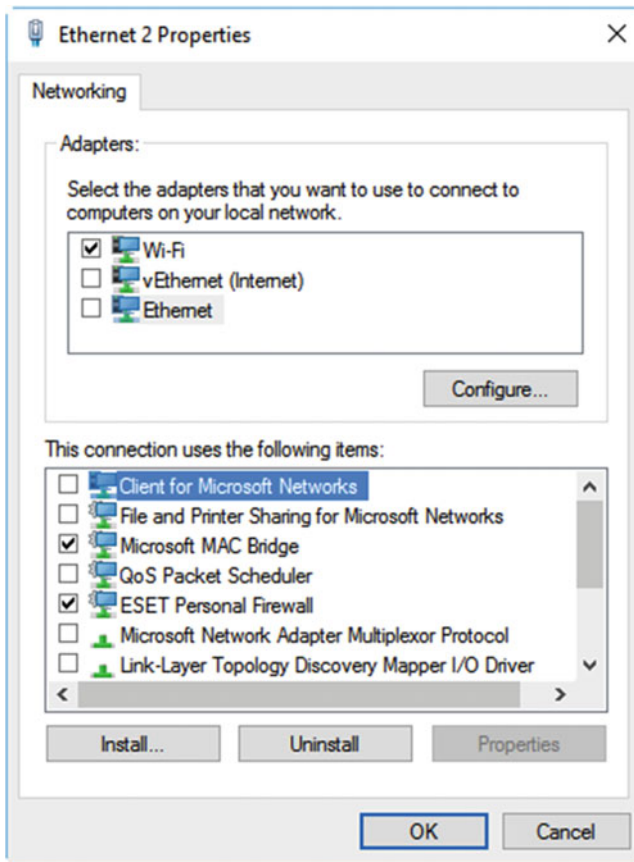 Ethernet 2 Properties
Networking
Adapters:
Select the adapters that you want to use to connect to
computers on your local network.
Wi-Fi
vEthernet (Internet)
Ethernet
Configure...
This connection uses the following items:
Client for Microsoft Networks
File and Printer Sharing for Microsoft Networks
Microsoft MAC Bridge
QoS Packet Scheduler
ESET Personal Firewall
Microsoft Network Adapter Multiplexor Protocol
Link-Layer Topology Discovery Mapper I/O Driver
Install... Uninstall Properties
OK Cancel